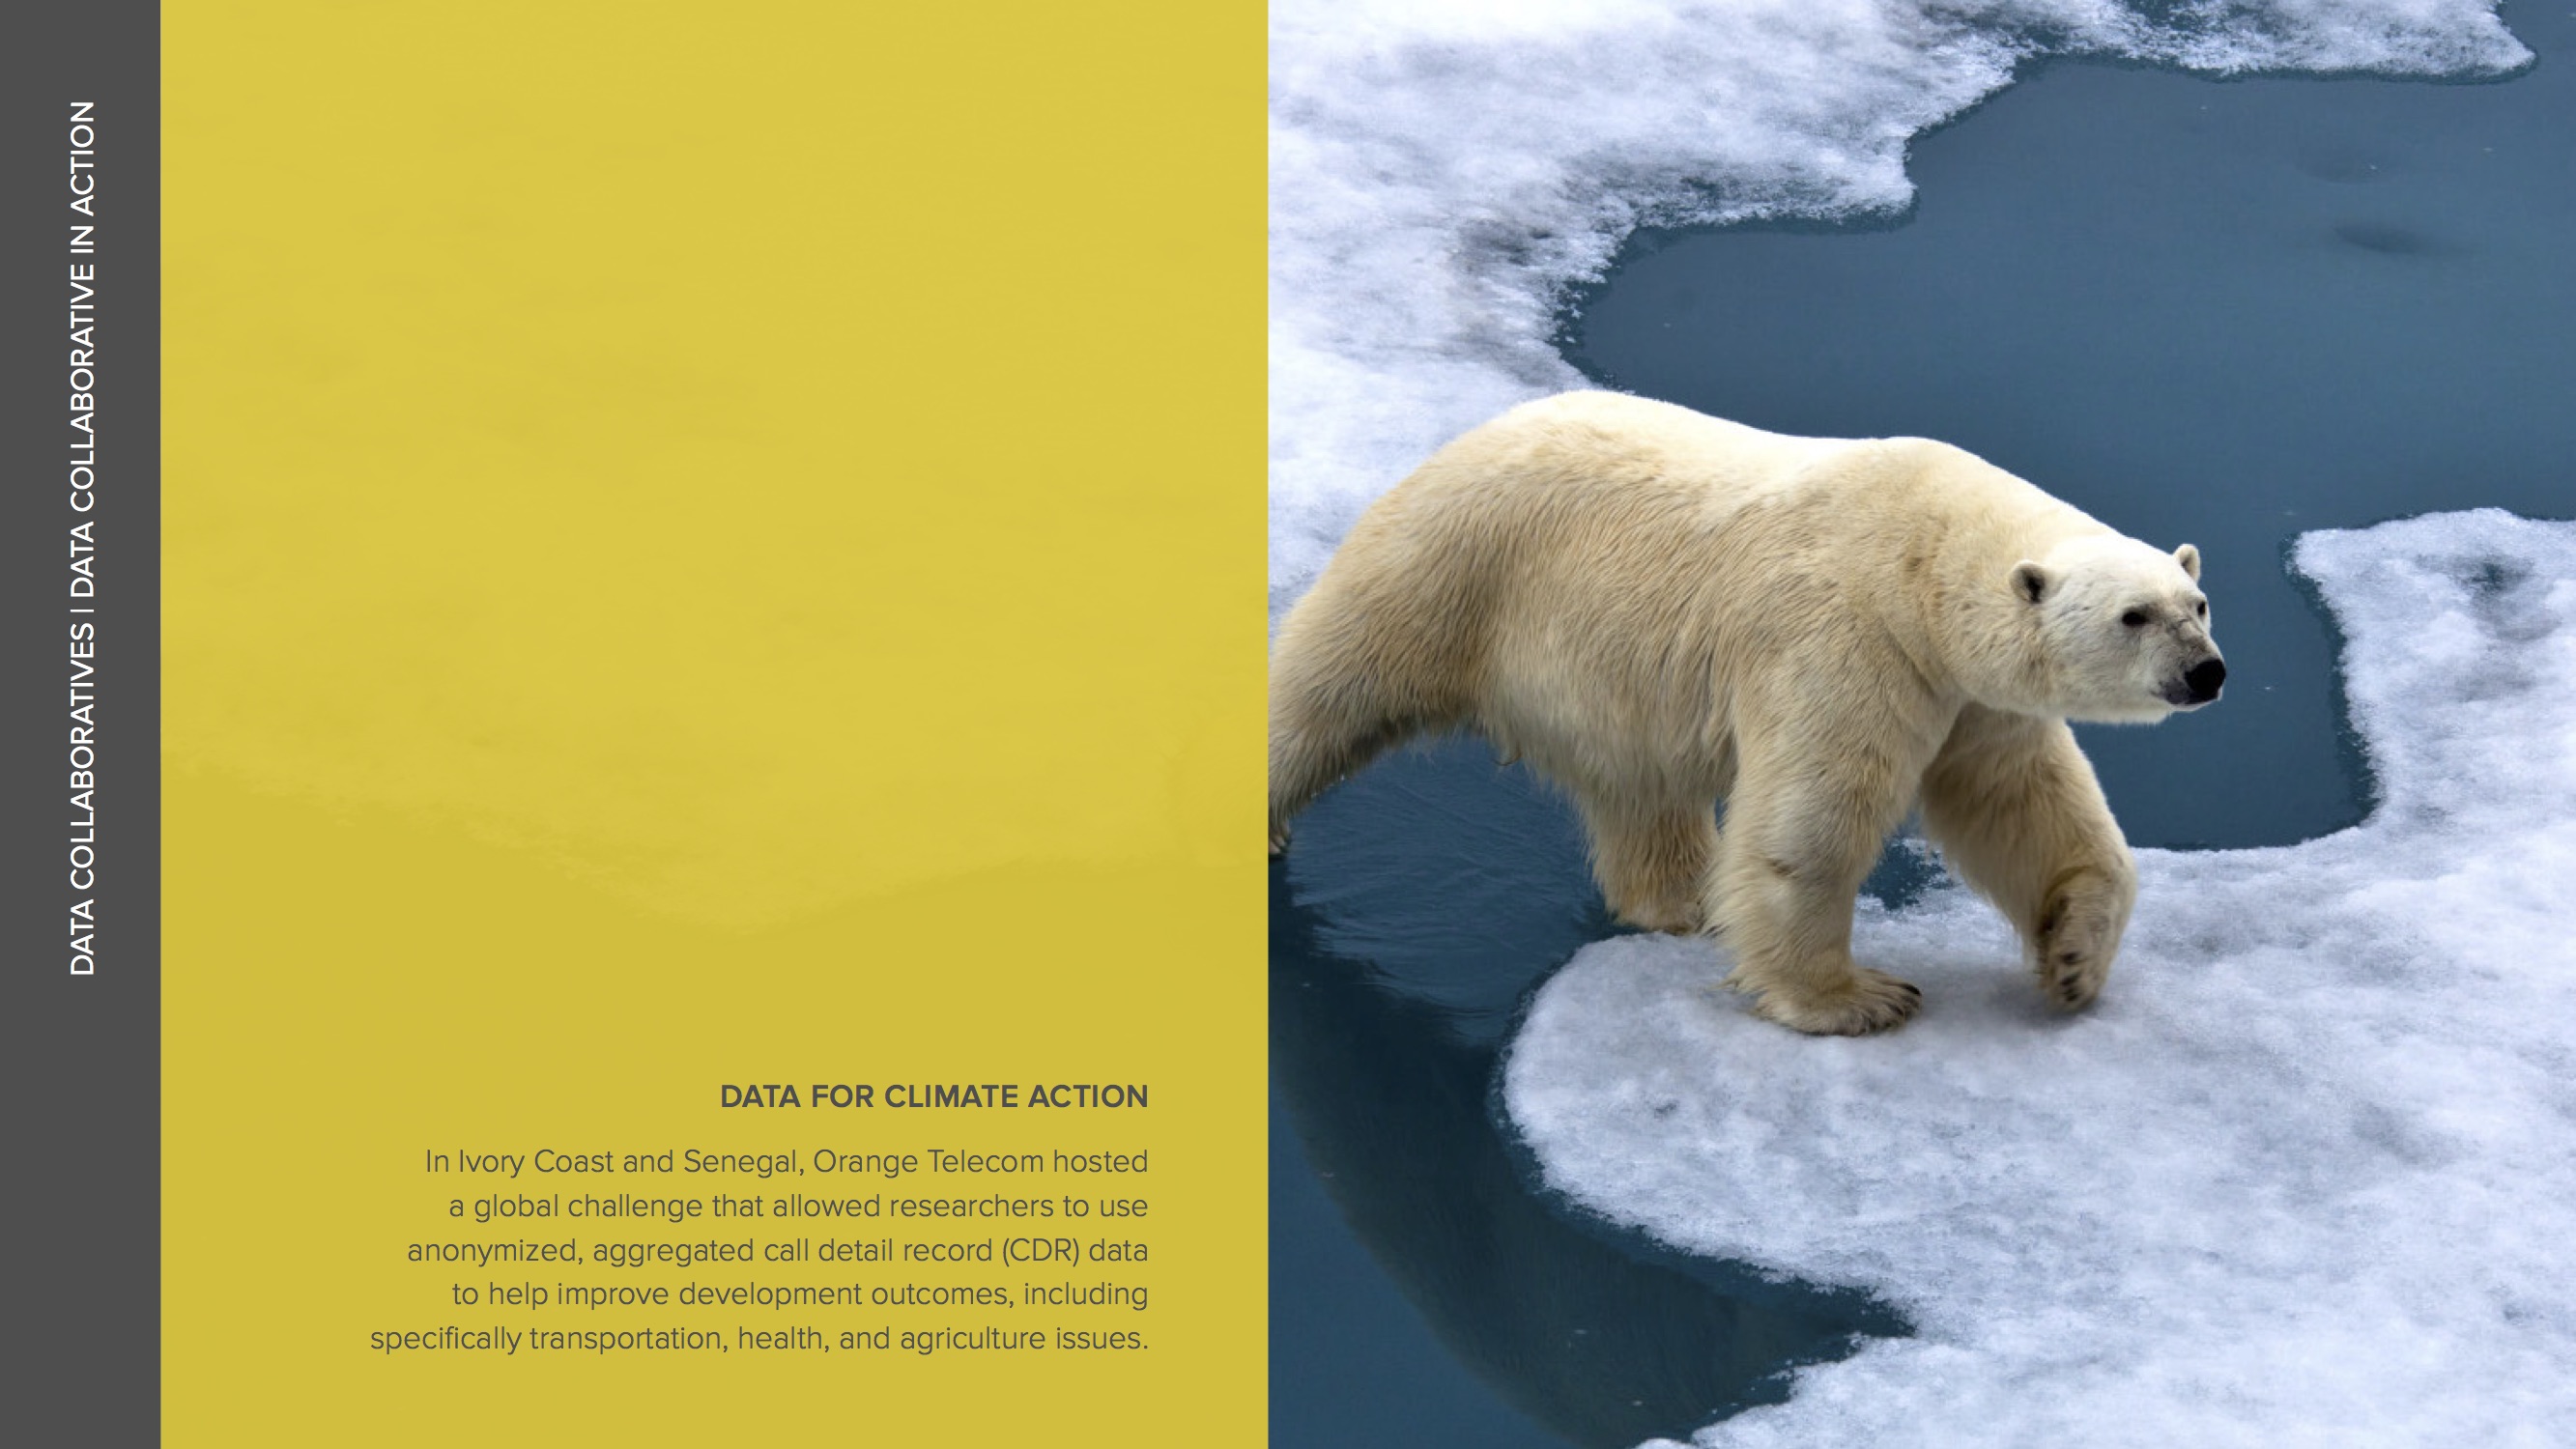 DATA COLLABORATIVES | DATA COLLABORATIVE IN ACTION
DATA FOR CLIMATE ACTION
In Ivory Coast and Senegal, Orange Telecom hosted
a global challenge that allowed researchers to use
anonymized, aggregated call detail record (CDR) data
to help improve development outcomes, including
specifically transportation, health, and agriculture issues.